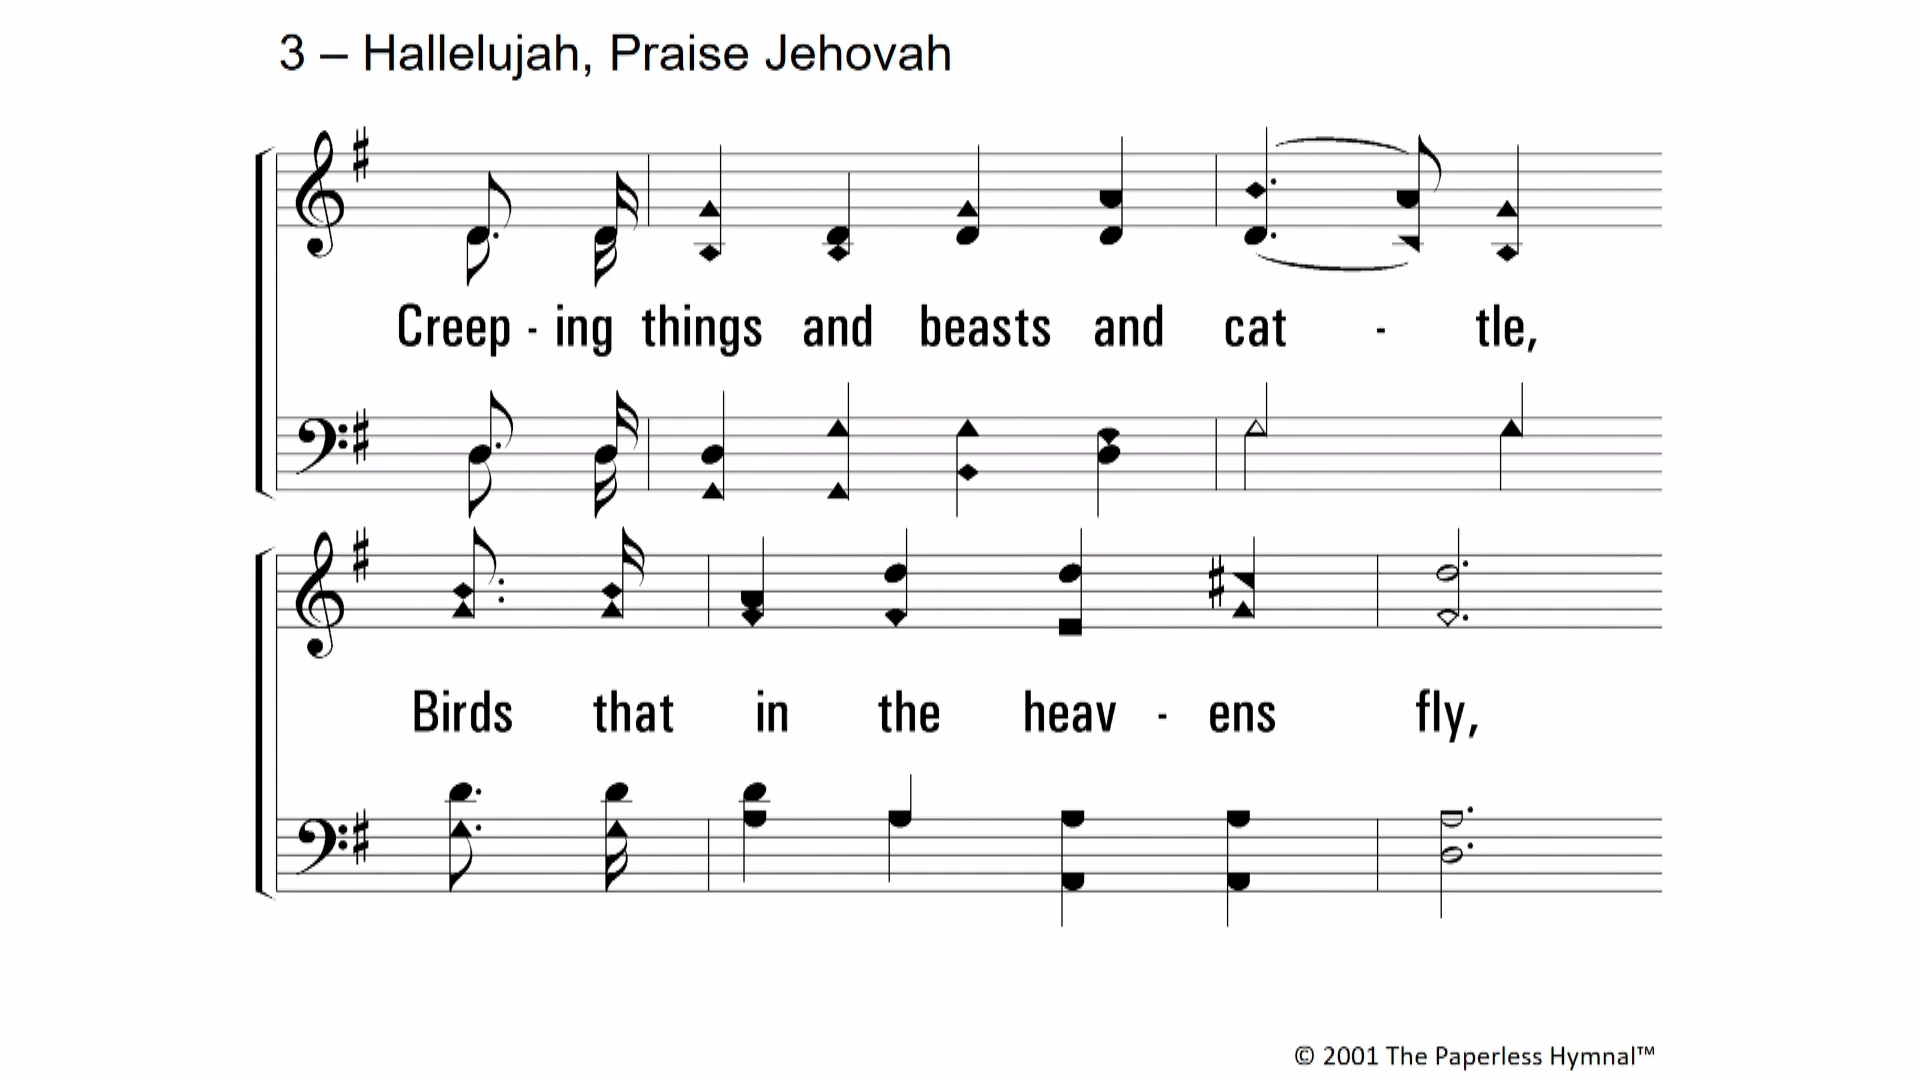 3 – Hallelujah, Praise Jehovah
Creep - ing things and beasts and cat - tle,
Birds that in the heav - ens fly,
© 2001 The Paperless Hymnal™